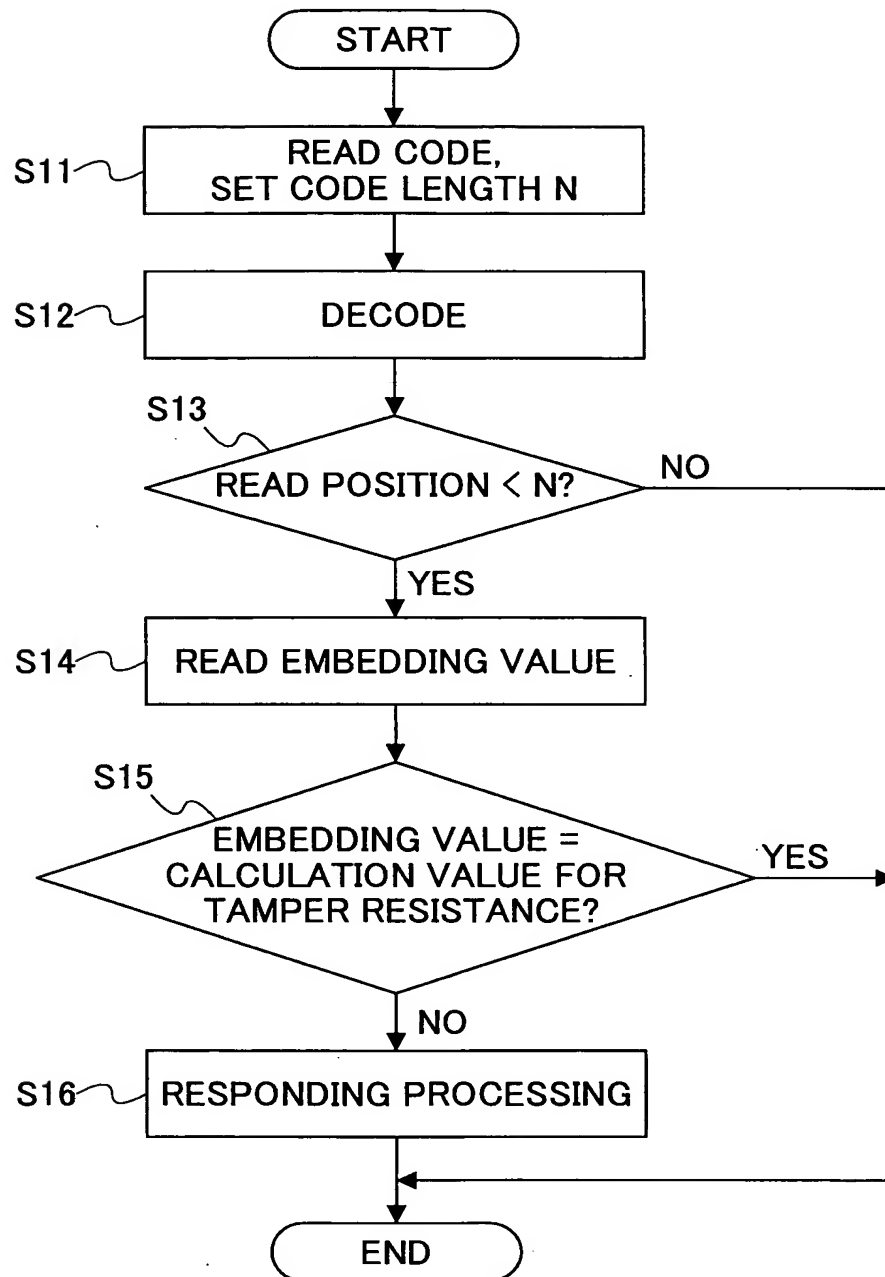 START
S11
READ CODE,
SET CODE LENGTH N
S12
DECODE
S13
READ POSITION < N?
NO
YES
S14
READ EMBEDDING VALUE
S15
EMBEDDING VALUE =
CALCULATION VALUE FOR
TAMPER RESISTANCE?
YES
NO
S16
RESPONDING PROCESSING
END